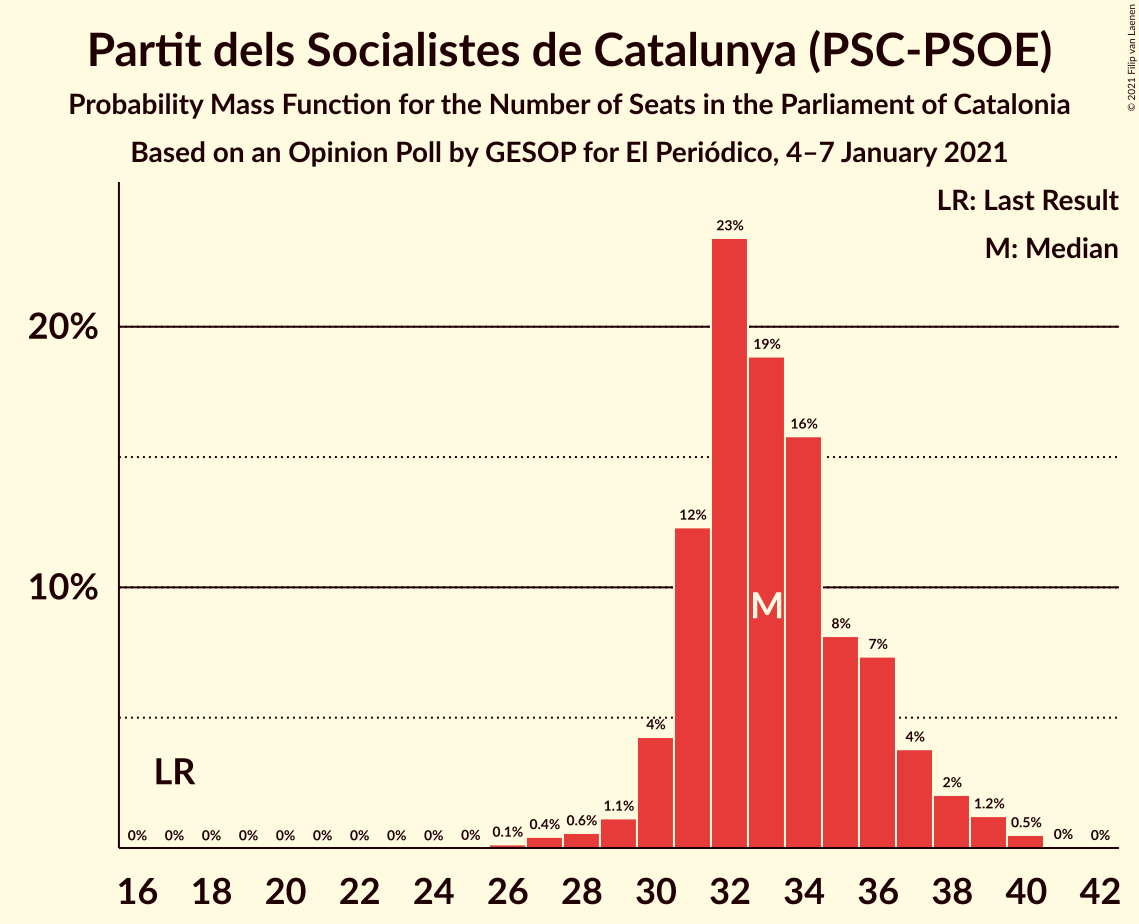 Partit dels Socialistes de Catalunya (PSC-PSOE)
Probability Mass Function for the Number of Seats in the Parliament of Catalonia
Based on an Opinion Poll by GESOP for El Periódico, 4–7 January 2021
© 2021 Filip van Laenen
LR: Last Result
M: Median
20%
10%
23%
19%
16%
12%
M
8%
7%
4%
4%
LR
2%
0% 0% 0% 0% 0% 0% 0% 0% 0% 0% 0.1% 0.4% 0.6% 1.1% 1.2% 0.5% 0% 0%
16 18 20 22 24 26 28 30 32 34 36 38 40 42